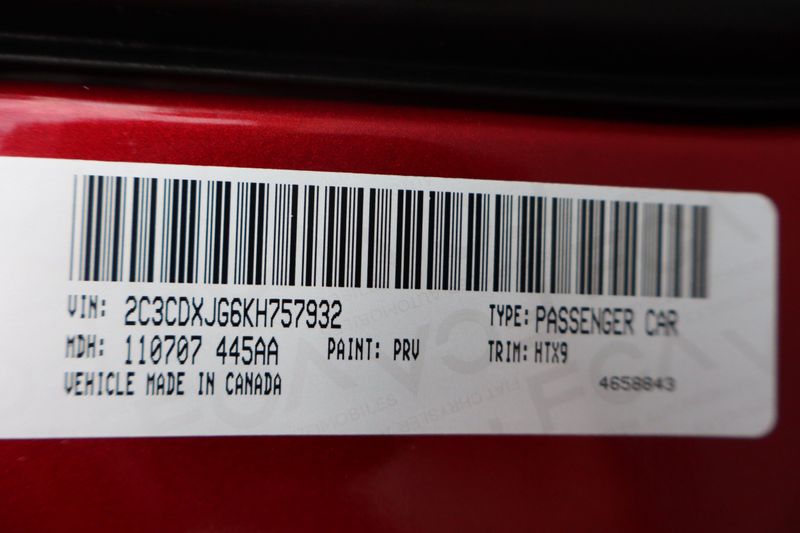 VIN: 2C3CDXJG6KH757932 TYPE: PASSENGER CAR
MDH: 110707 445AA PAINT: PRV TRIM: HTX9
VEHICLE MADE IN CANADA 4658843